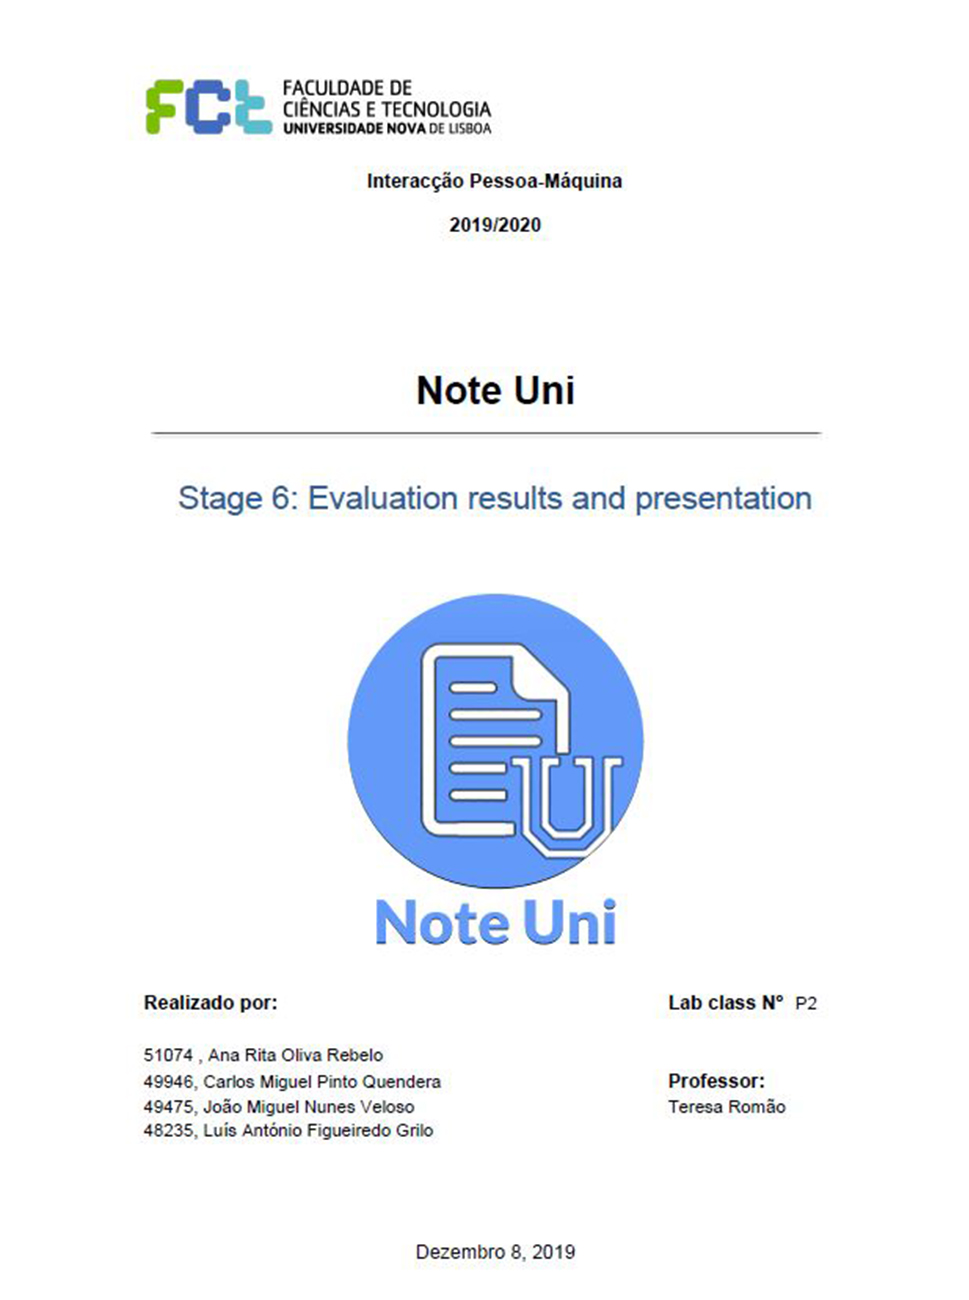 FCt
FACULDADE DE
CIÊNCIAS E TECNOLOGIA
UNIVERSIDADE NOVA DE LISBOA
Interacção Pessoa-Máquina
2019/2020
Note Uni
Stage 6: Evaluation results and presentation
U
Note Uni
Realizado por:
Lab class Nº P2
51074 , Ana Rita Oliva Rebelo
49946, Carlos Miguel Pinto Quendera
Professor:
49475, João Miguel Nunes Veloso
Teresa Romão
48235, Luís António Figueiredo Grilo
Dezembro 8, 2019